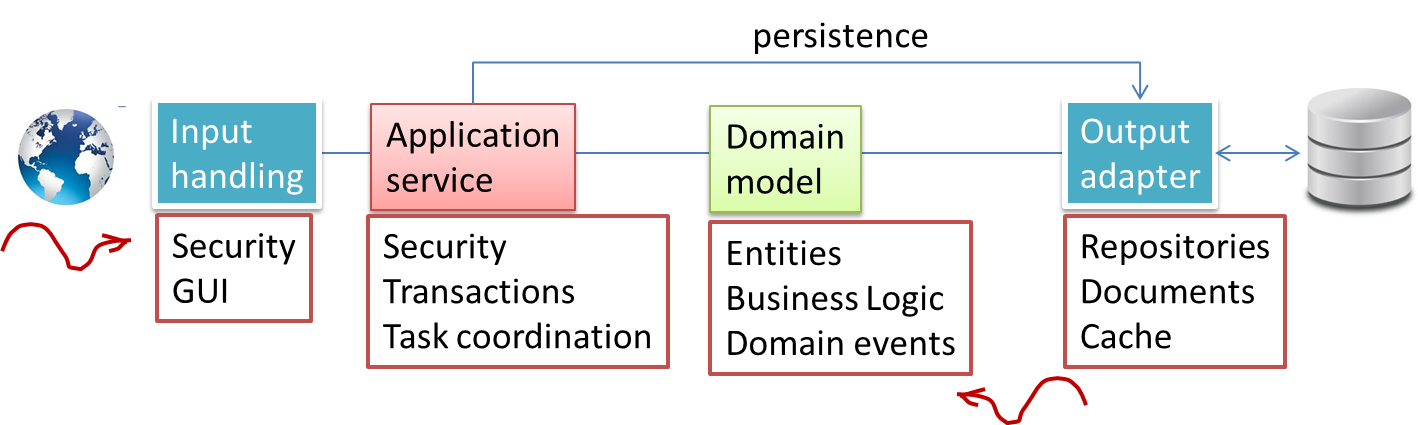 persistence
Input
handling
Application
service
Domain
model
Output
adapter
Security
GUI
Security
Transactions
Task coordination
Entities
Business Logic
Domain events
Repositories
Documents
Cache